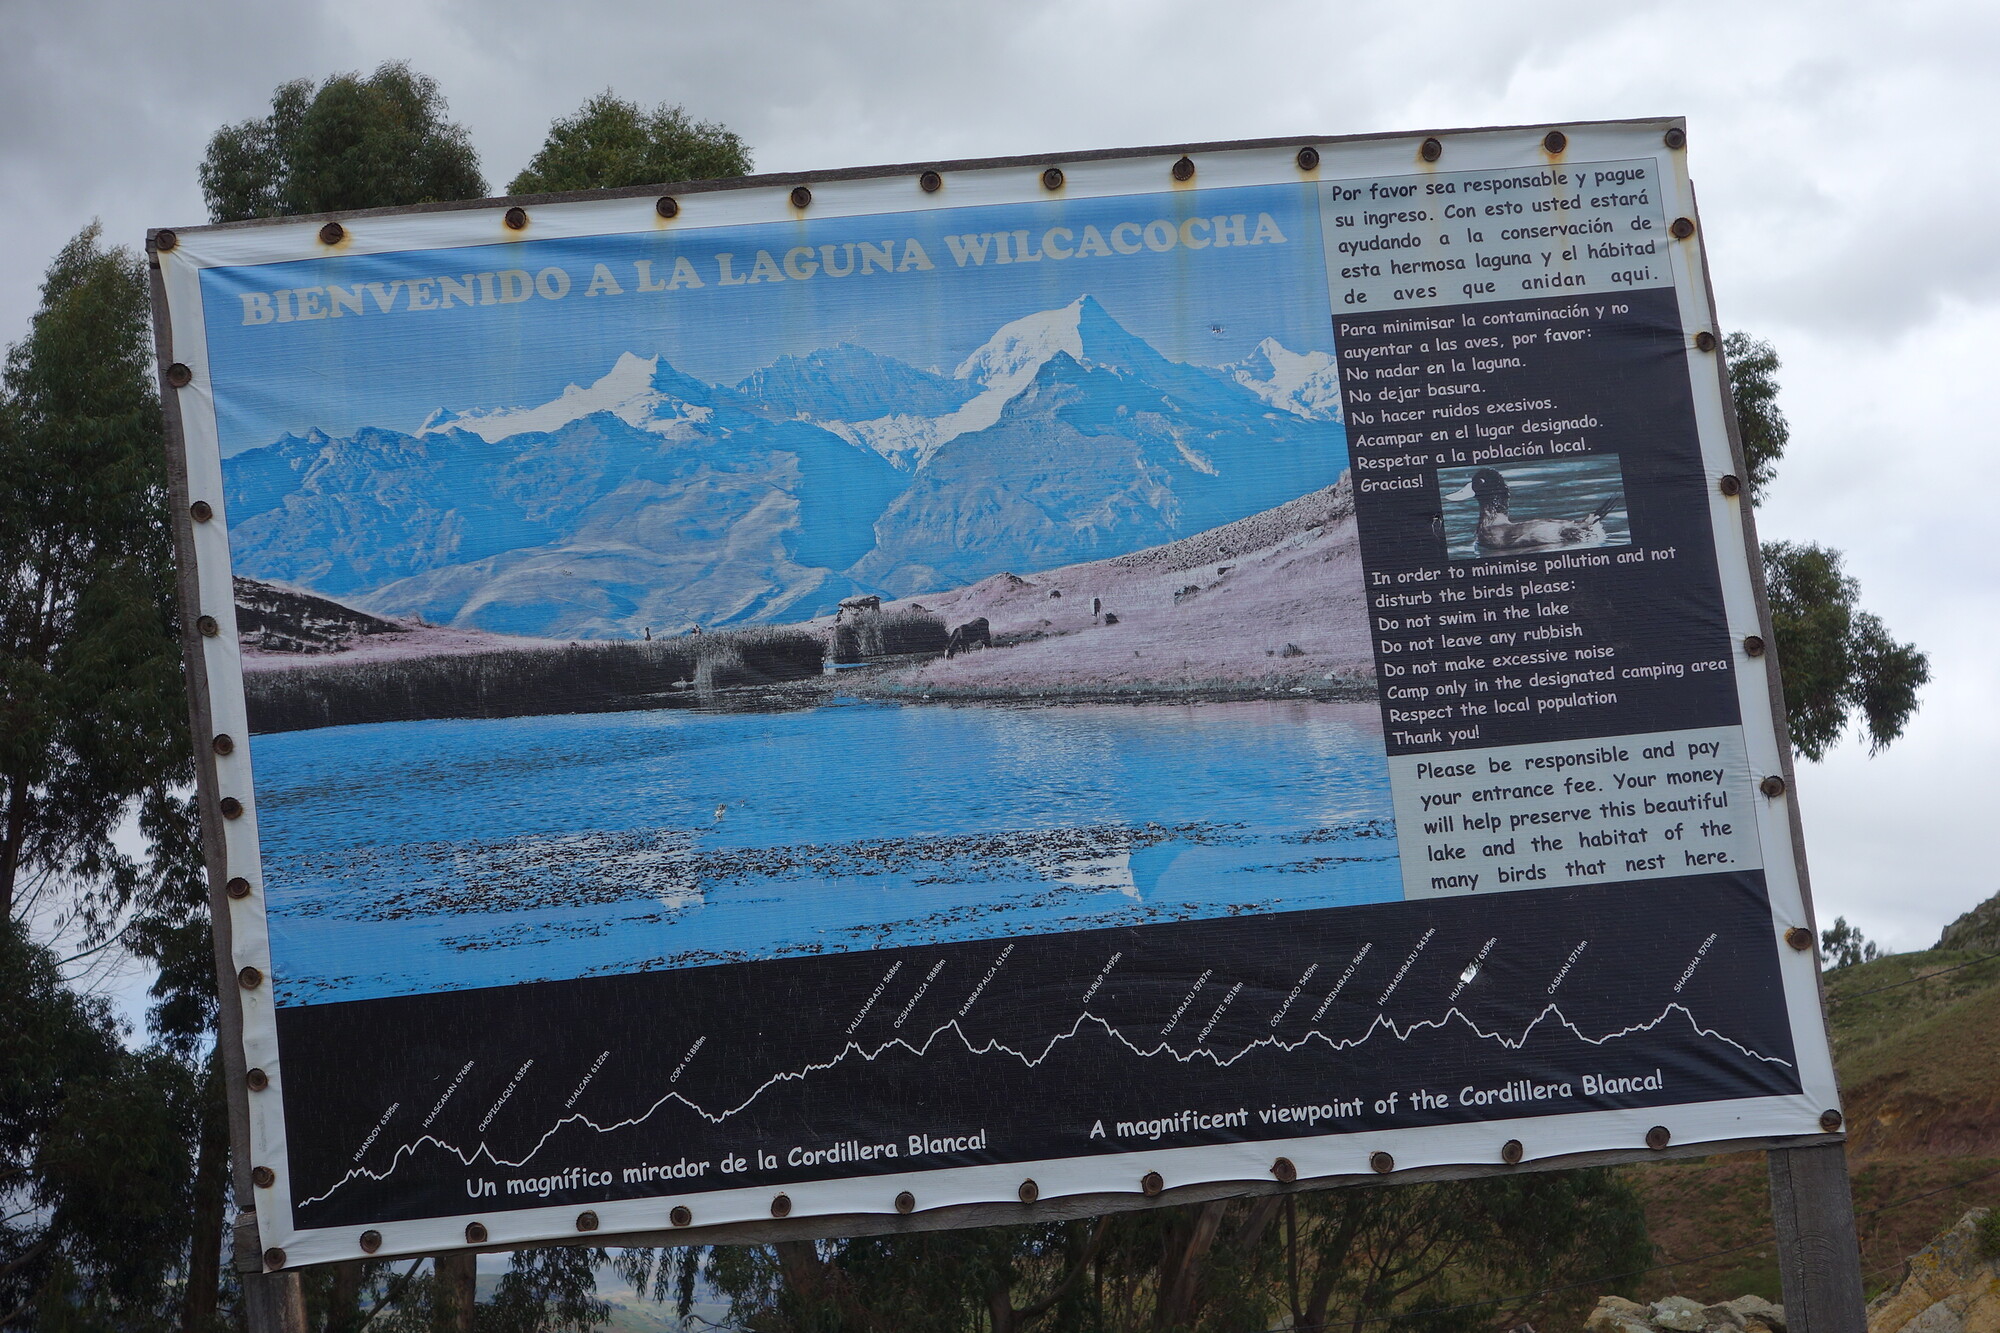 BIENVENIDO A LA LAGUNA WILCACOCHA
Por favor sea responsable y pague
su ingreso. Con esto usted estará
ayudando a la conservación de
esta hermosa laguna y el hábitad
de aves que anidan aqui.
Para minimisar la contaminación y no
auyentar a las aves, por favor:
No nadar en la laguna.
No dejar basura.
No hacer ruidos exesivos.
Acampar en el lugar designado.
Respetar a la población local.
Gracias!
In order to minimise pollution and not
disturb the birds please:
Do not swim in the lake
Do not leave any rubbish
Do not make excessive noise
Camp only in the designated camping area
Respect the local population
Thank you!
Please be responsible and pay
your entrance fee. Your money
will help preserve this beautiful
lake and the habitat of the
many birds that nest here.
HUANDOY 6395m
HUASCARAN 6768m
CHOPICALQUI 6354m
HUALCAN 6122m
COPA 61888m
VALLUNARAJU 5686m
OCSHAPALCA 5888m
RANRRAPALCA 6162m
CHURUP 5495m
TULLPARAJU 5787m
ANDAVITE 5518m
COLLAPACO 5459m
TUMARINARAJU 5668m
HUAMASHRAJU 5434m
6395m
CASHAN 5716m
SHAQSHA 5703m
Un magnífico mirador de la Cordillera Blanca!
A magnificent viewpoint of the Cordillera Blanca!